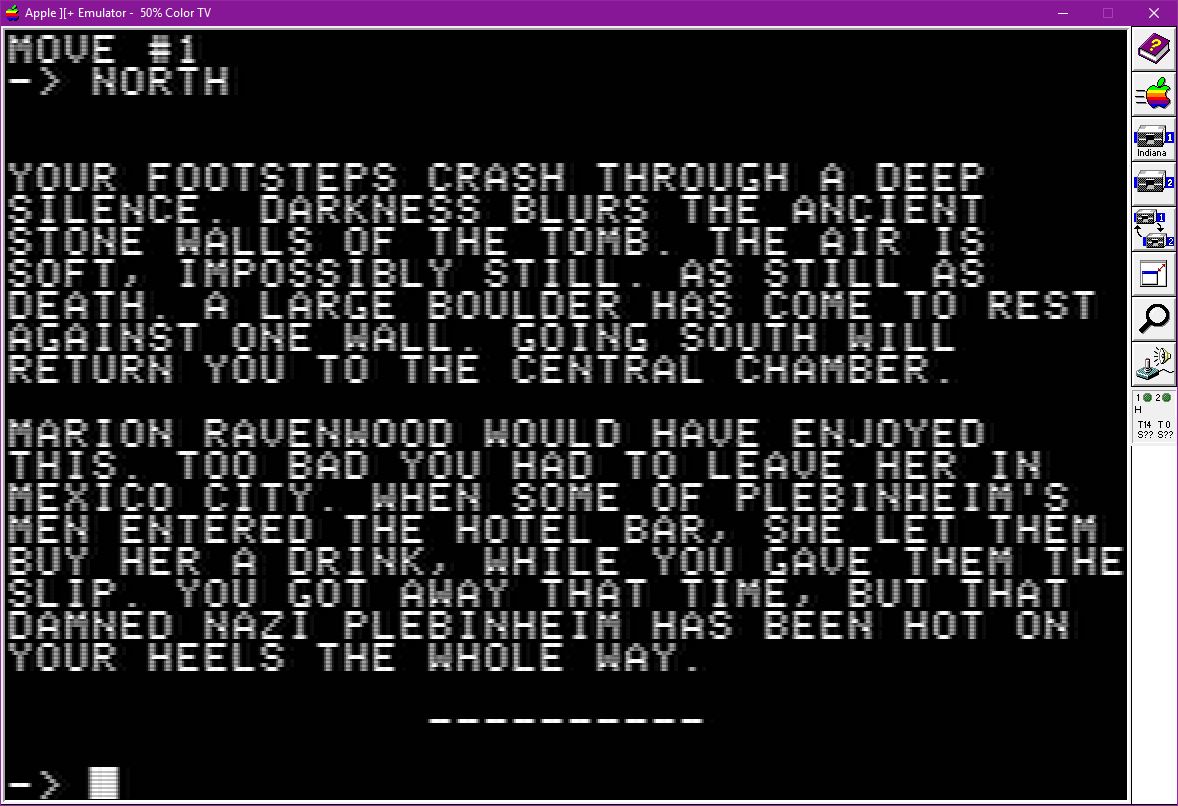 Apple ][+ Emulator - 50% Color TV
MOVE #1
-> NORTH
YOUR FOOTSTEPS CRASH THROUGH A DEEP
SILENCE. DARKNESS BLURS THE ANCIENT
STONE WALLS OF THE TOMB. THE AIR IS
SOFT, IMPOSSIBLY STILL. AS STILL AS
DEATH. A LARGE BOULDER HAS COME TO REST
AGAINST ONE WALL. GOING SOUTH WILL
RETURN YOU TO THE CENTRAL CHAMBER.
MARION RAVENWOOD WOULD HAVE ENJOYED
THIS. TOO BAD YOU HAD TO LEAVE HER IN
MEXICO CITY. WHEN SOME OF PLEBINHEIM'S
MEN ENTERED THE HOTEL BAR, SHE LET THEM
BUY HER A DRINK, WHILE YOU GAVE THEM THE
SLIP. YOU GOT AWAY THAT TIME, BUT THAT
DAMNED NAZI PLEBINHEIM HAS BEEN HOT ON
YOUR HEELS THE WHOLE WAY.
----------
->
?
1
Indiana
2
1
2
1 2
H
T14 T0
S?? S??